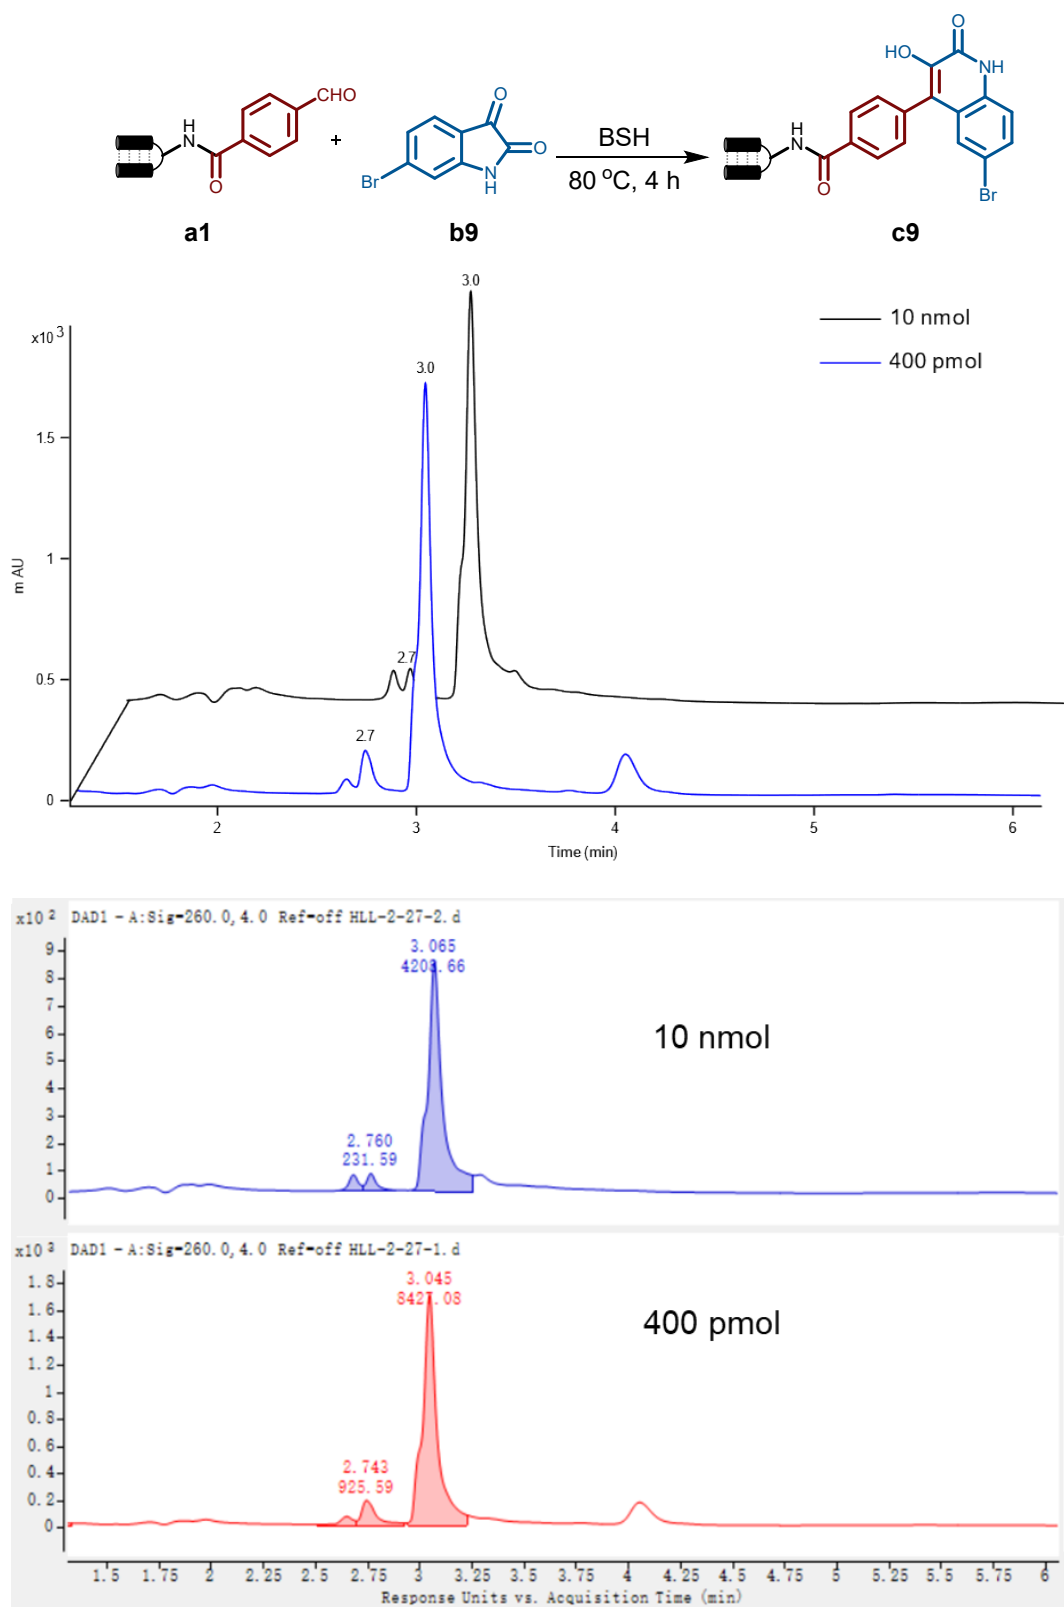 CHO
H
N
O
+
O
O
N
H
Br
BSH
80 °C, 4 h
O
HO
NH
H
N
O
Br
a1
b9
c9
3.0
10 nmol
x10 3
3.0
400 pmol
1.5
1
m AU
2.7
0.5
2.7
0
2 3 4 5 6
Time (min)
x10 2 DAD1 - A:Sig=260.0,4.0 Ref=off HLL-2-27-2.d
3.065
4203.66
9
8
7
10 nmol
6
5
4
3
2.760
231.59
2
1
0
x10 3 DAD1 - A:Sig=260.0,4.0 Ref=off HLL-2-27-1.d
3.045
8427.08
1.8
1.6
400 pmol
1.4
1.2
1
0.8
0.6
2.743
925.59
0.4
0.2
0
1.5 1.75 2 2.25 2.5 2.75 3 3.25 3.5 3.75 4 4.25 4.5 4.75 5 5.25 5.5 5.75 6
Response Units vs. Acquisition Time (min)